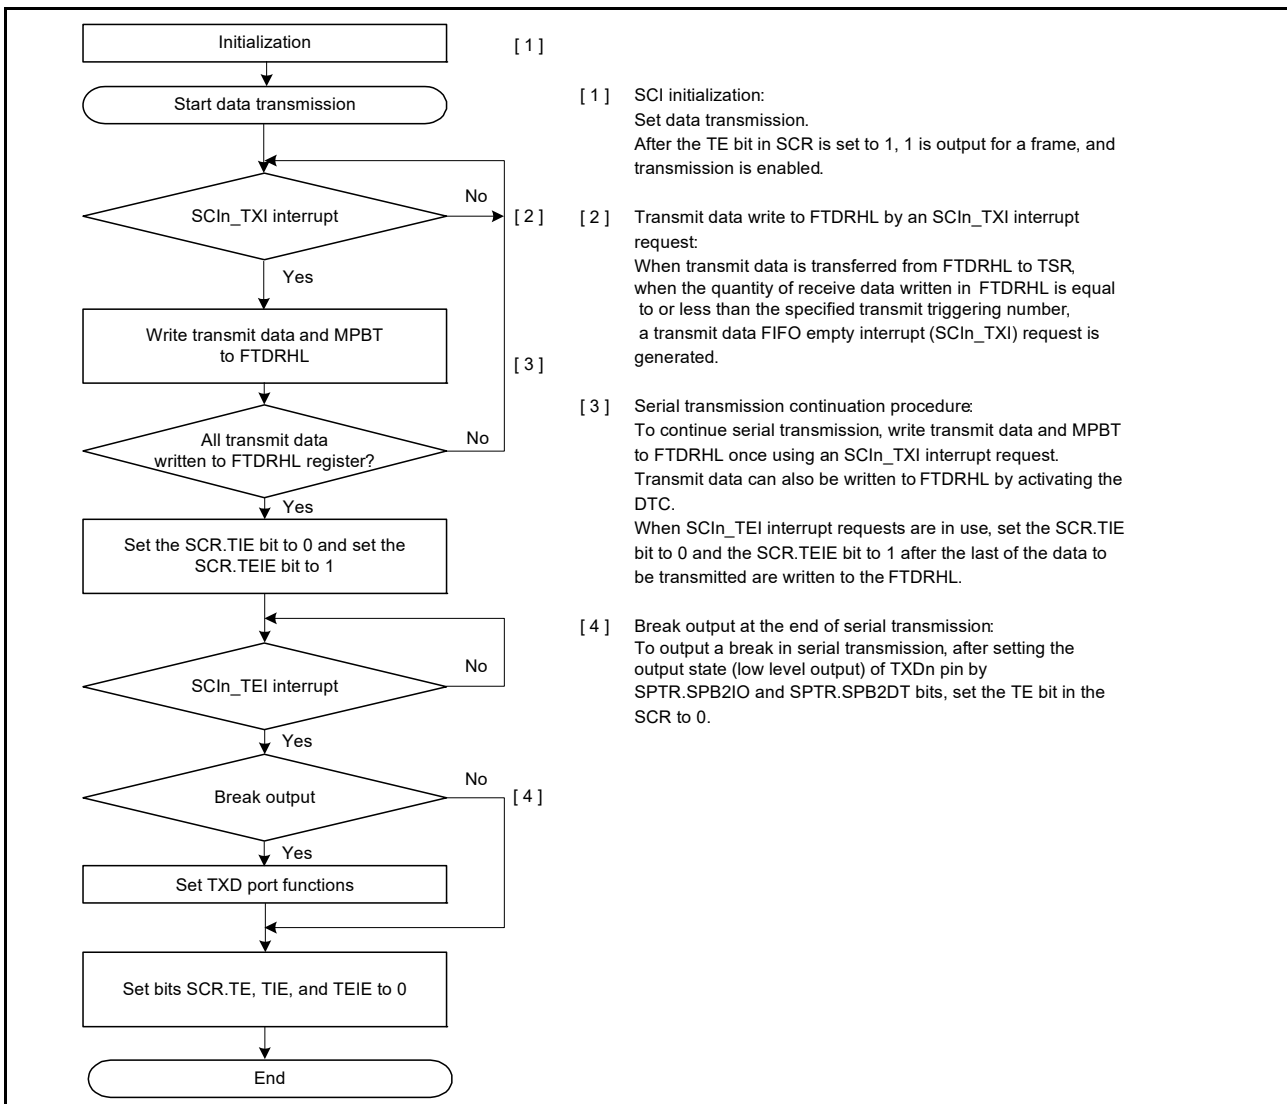 Initialization
[ 1 ]
Start data transmission
SCIn_TXI interrupt
No
[ 2 ]
Yes
Write transmit data and MPBT
to FTDRHL
[ 3 ]
All transmit data
written to FTDRHL register?
No
Yes
Set the SCR.TIE bit to 0 and set the
SCR.TEIE bit to 1
SCIn_TEI interrupt
No
Yes
Break output
No
[ 4 ]
Yes
Set TXD port functions
Set bits SCR.TE, TIE, and TEIE to 0
End
[ 1 ] SCI initialization:
Set data transmission.
After the TE bit in SCR is set to 1, 1 is output for a frame, and
transmission is enabled.
[ 2 ] Transmit data write to FTDRHL by an SCIn_TXI interrupt
request:
When transmit data is transferred from FTDRHL to TSR,
when the quantity of receive data written in FTDRHL is equal
to or less than the specified transmit triggering number,
a transmit data FIFO empty interrupt (SCIn_TXI) request is
generated.
[ 3 ] Serial transmission continuation procedure:
To continue serial transmission, write transmit data and MPBT
to FTDRHL once using an SCIn_TXI interrupt request.
Transmit data can also be written to FTDRHL by activating the
DTC.
When SCIn_TEI interrupt requests are in use, set the SCR.TIE
bit to 0 and the SCR.TEIE bit to 1 after the last of the data to
be transmitted are written to the FTDRHL.
[ 4 ] Break output at the end of serial transmission:
To output a break in serial transmission, after setting the
output state (low level output) of TXDn pin by
SPTR.SPB2IO and SPTR.SPB2DT bits, set the TE bit in the
SCR to 0.